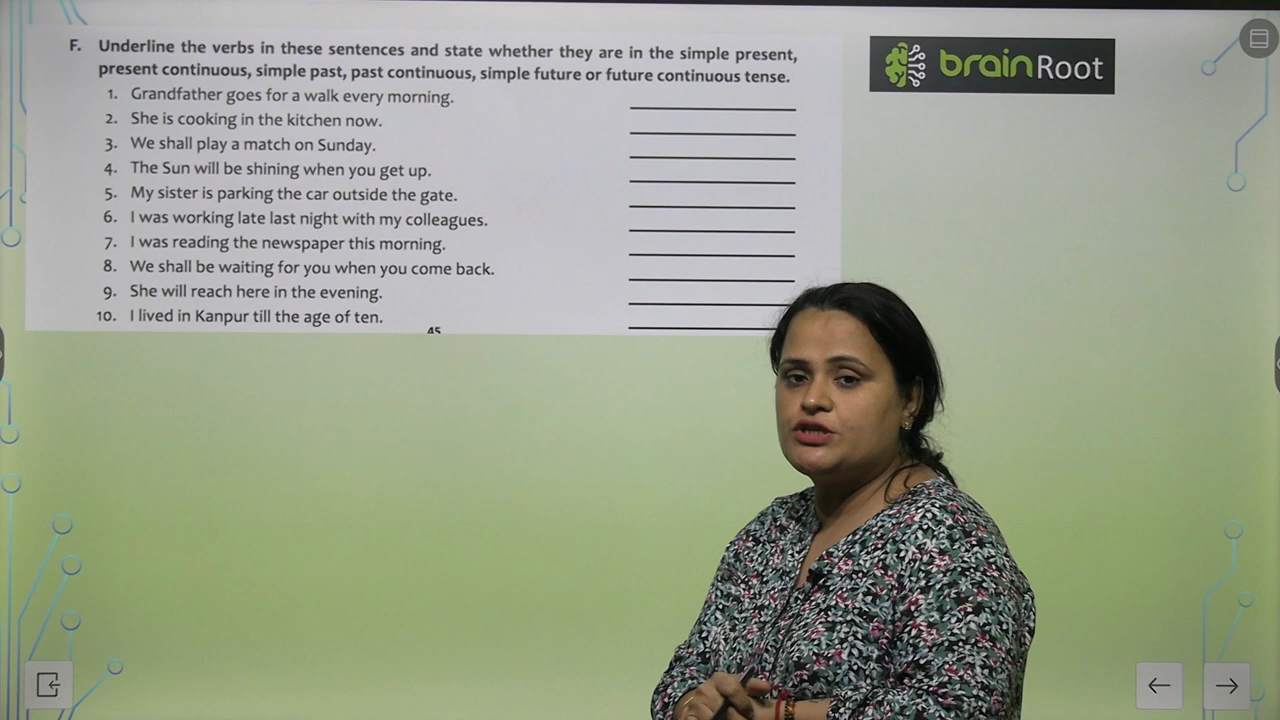 F. Underline the verbs in these sentences and state whether they are in the simple present,
present continuous, simple past, past continuous, simple future or future continuous tense.
1. Grandfather goes for a walk every morning.
2. She is cooking in the kitchen now.
3. We shall play a match on Sunday.
4. The Sun will be shining when you get up.
5. My sister is parking the car outside the gate.
6. I was working late last night with my colleagues.
7. I was reading the newspaper this morning.
8. We shall be waiting for you when you come back.
9. She will reach here in the evening.
10. I lived in Kanpur till the age of ten.
45
brainRoot